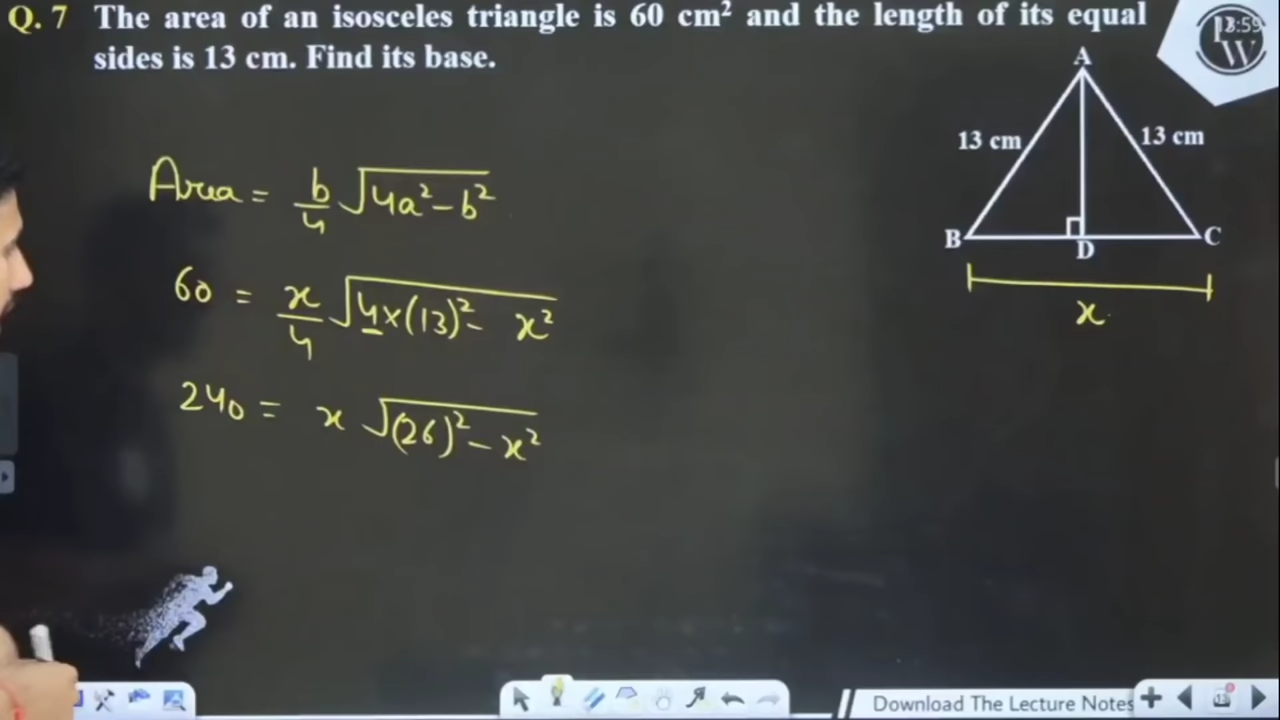 Q. 7 The area of an isosceles triangle is 60 cm² and the length of its equal
sides is 13 cm. Find its base.
A
13 cm 13 cm
B D C
x
Area = b/4 √(4a² – b²)
60 = x/4 √(4×(13)² – x²)
240 = x √((26)² – x²)
Download The Lecture Notes